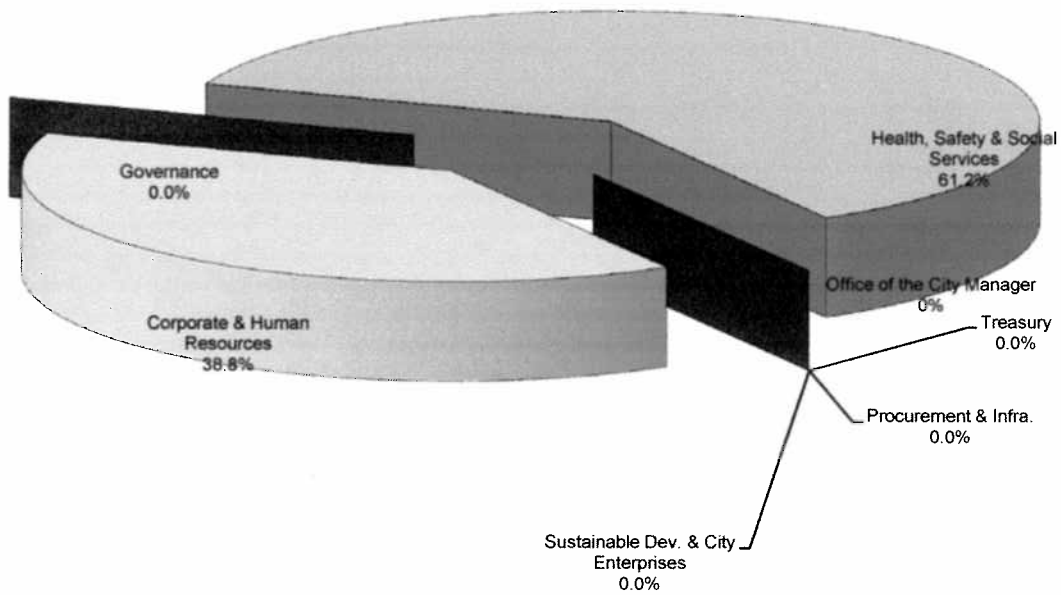 Health, Safety & Social
Services
61.2%
Governance
0.0%
Office of the City Manager
0%
Corporate & Human
Resources
38.8%
Treasury
0.0%
Procurement & Infra.
0.0%
Sustainable Dev. & City
Enterprises
0.0%